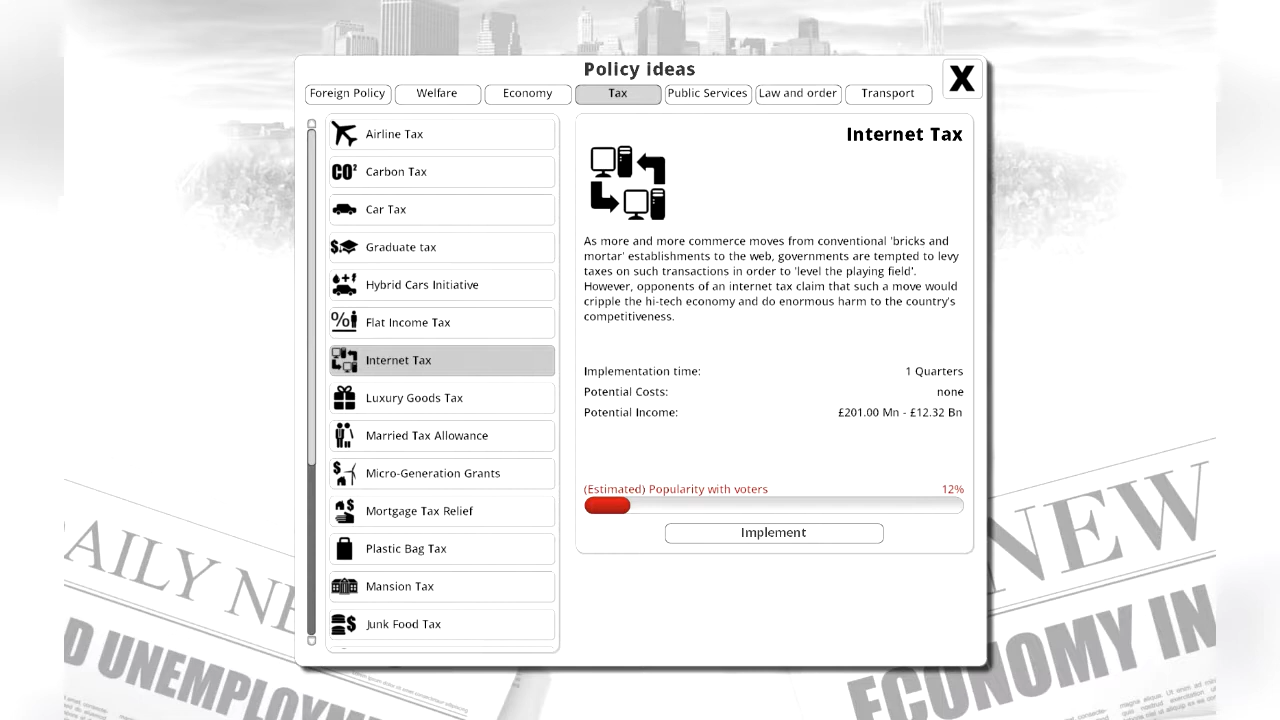 Policy ideas
X
Foreign Policy
Welfare
Economy
Tax
Public Services
Law and order
Transport
Airline Tax
CO² Carbon Tax
Car Tax
Graduate tax
Hybrid Cars Initiative
Flat Income Tax
Internet Tax
Luxury Goods Tax
Married Tax Allowance
Micro-Generation Grants
Mortgage Tax Relief
Plastic Bag Tax
Mansion Tax
Junk Food Tax
Internet Tax
As more and more commerce moves from conventional 'bricks and
mortar' establishments to the web, governments are tempted to levy
taxes on such transactions in order to 'level the playing field'.
However, opponents of an internet tax claim that such a move would
cripple the hi-tech economy and do enormous harm to the country's
competitiveness.
Implementation time: 1 Quarters
Potential Costs: none
Potential Income: £201.00 Mn - £12.32 Bn
(Estimated) Popularity with voters 12%
Implement
AILY NE
D UNEMPLOYM
NEW
ECONOMY IN